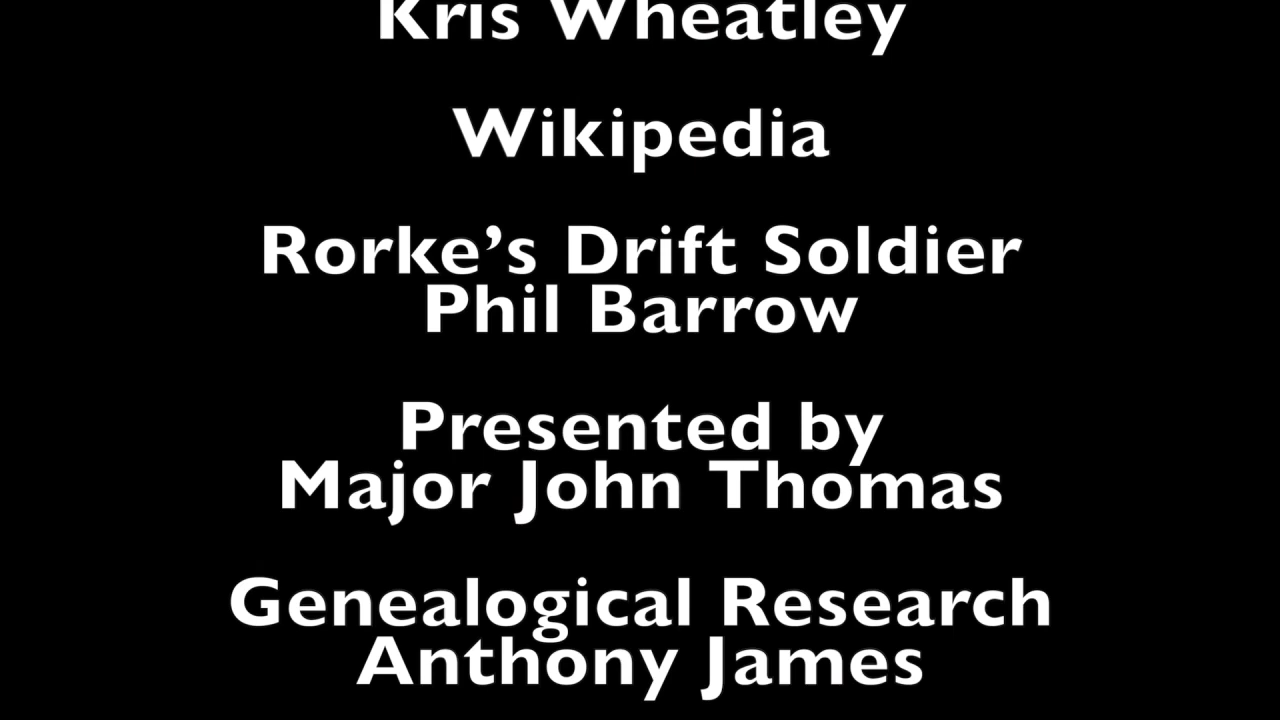 Kris Wheatley
Wikipedia
Rorke’s Drift Soldier
Phil Barrow
Presented by
Major John Thomas
Genealogical Research
Anthony James